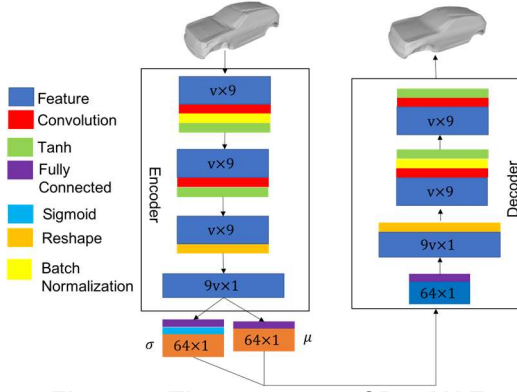 Feature
Convolution
Tanh
Fully
Connected
Sigmoid
Reshape
Batch
Normalization
Encoder
v×9
v×9
v×9
9v×1
σ
64×1
64×1
μ
Decoder
v×9
v×9
9v×1
64×1